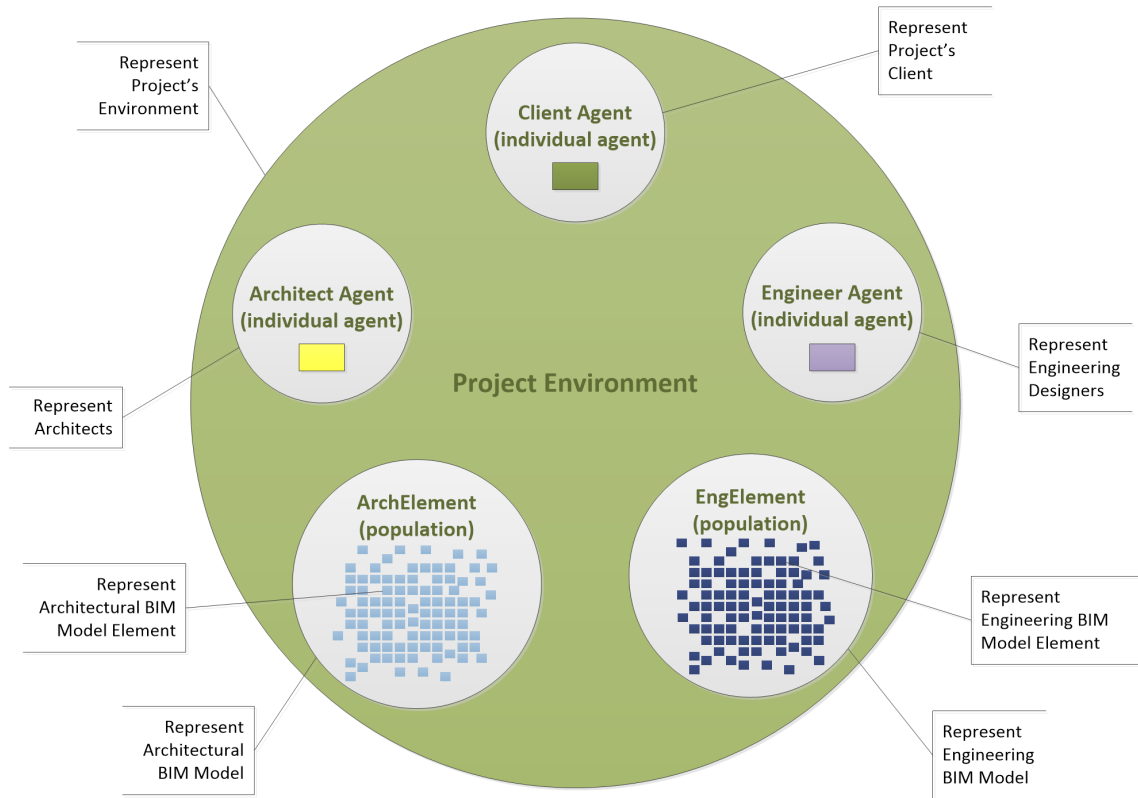 Represent
Project's
Environment
Represent
Project's
Client
Client Agent
(individual agent)
Architect Agent
(individual agent)
Engineer Agent
(individual agent)
Project Environment
Represent
Architects
Represent
Engineering
Designers
ArchElement
(population)
EngElement
(population)
Represent
Architectural BIM
Model Element
Represent
Engineering BIM
Model Element
Represent
Architectural
BIM Model
Represent
Engineering
BIM Model